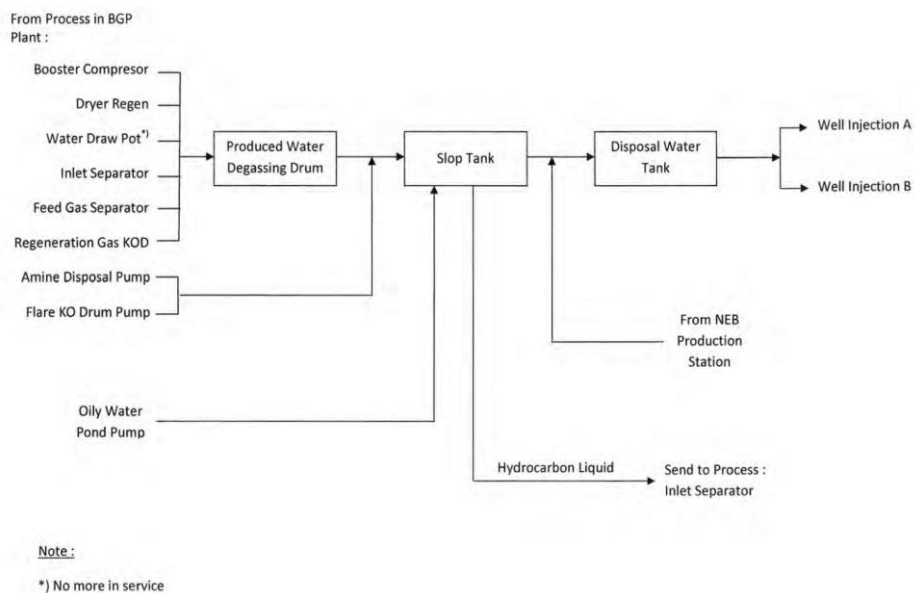 From Process in BGP
Plant :
Booster Compresor
Dryer Regen
Water Draw Pot*)
Inlet Separator
Feed Gas Separator
Regeneration Gas KOD
Amine Disposal Pump
Flare KO Drum Pump
Oily Water
Pond Pump
Produced Water
Degassing Drum
Slop Tank
Disposal Water
Tank
Well Injection A
Well Injection B
From NEB
Production
Station
Hydrocarbon Liquid
Send to Process :
Inlet Separator
Note :
*) No more in service